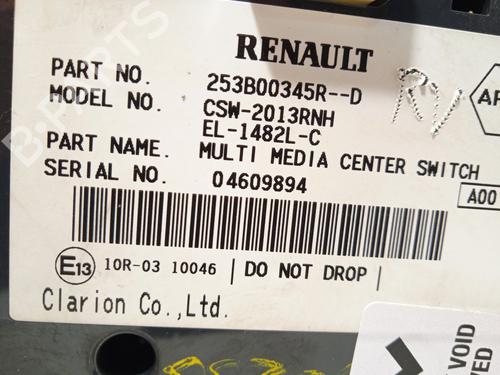 RENAULT
PART NO. 253B00345R--D
MODEL NO. CSW-2013RNH
EL-1482L-C
PART NAME. MULTI MEDIA CENTER SWITCH
SERIAL NO. 04609894
A00
E13 10R-03 10046 | DO NOT DROP |
Clarion Co.,Ltd.
VOID
B-PARTS